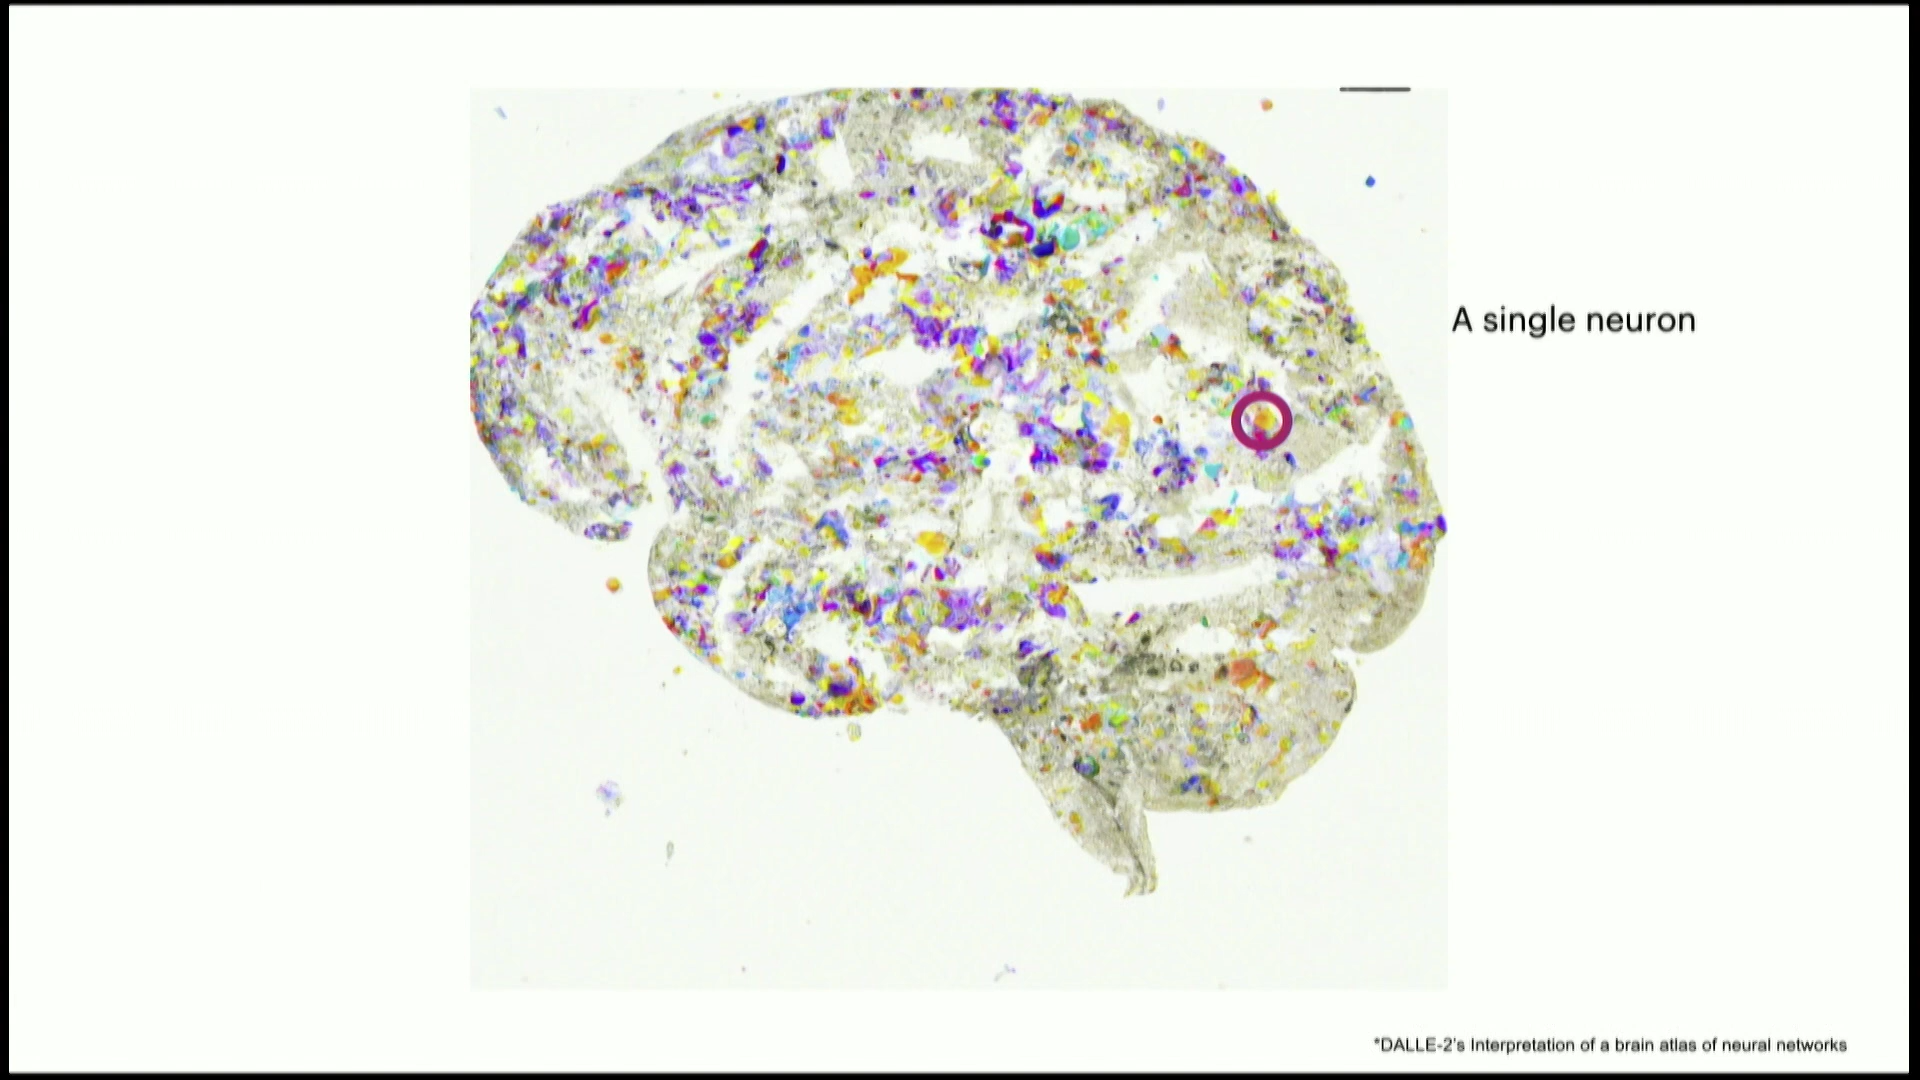 A single neuron
*DALLE-2's Interpretation of a brain atlas of neural networks